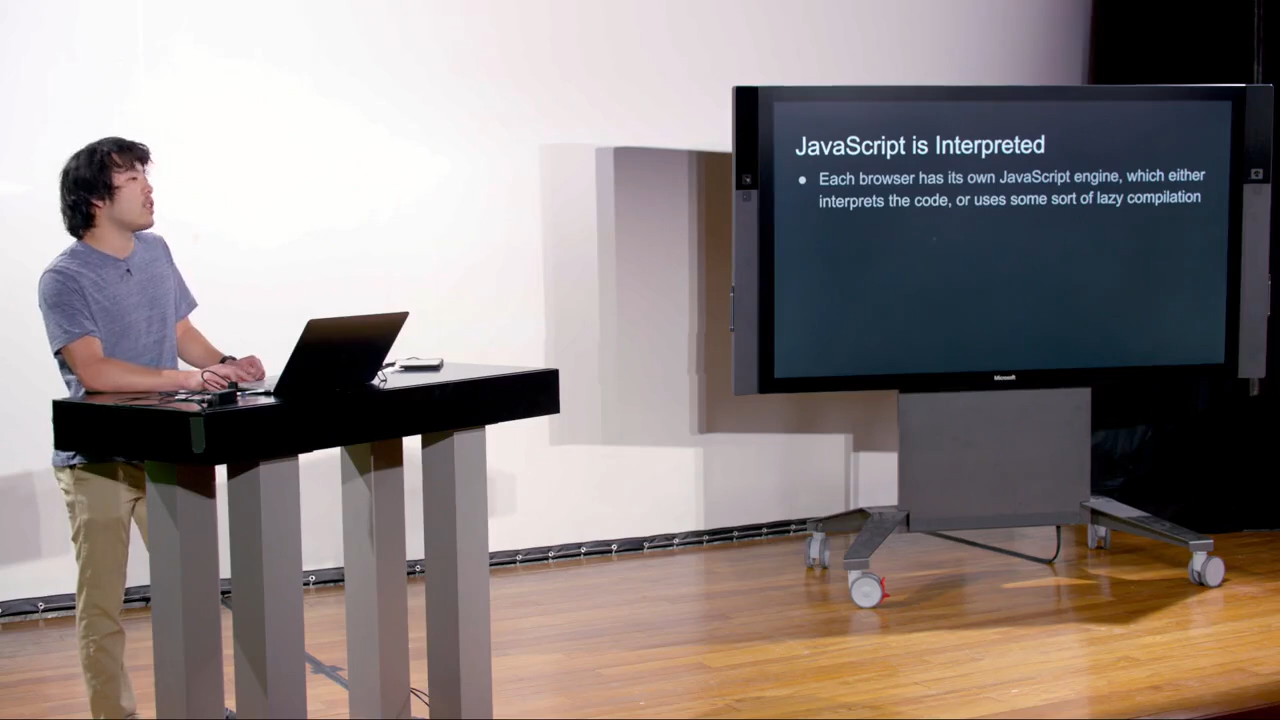 JavaScript is Interpreted
● Each browser has its own JavaScript engine, which either
interprets the code, or uses some sort of lazy compilation
Microsoft